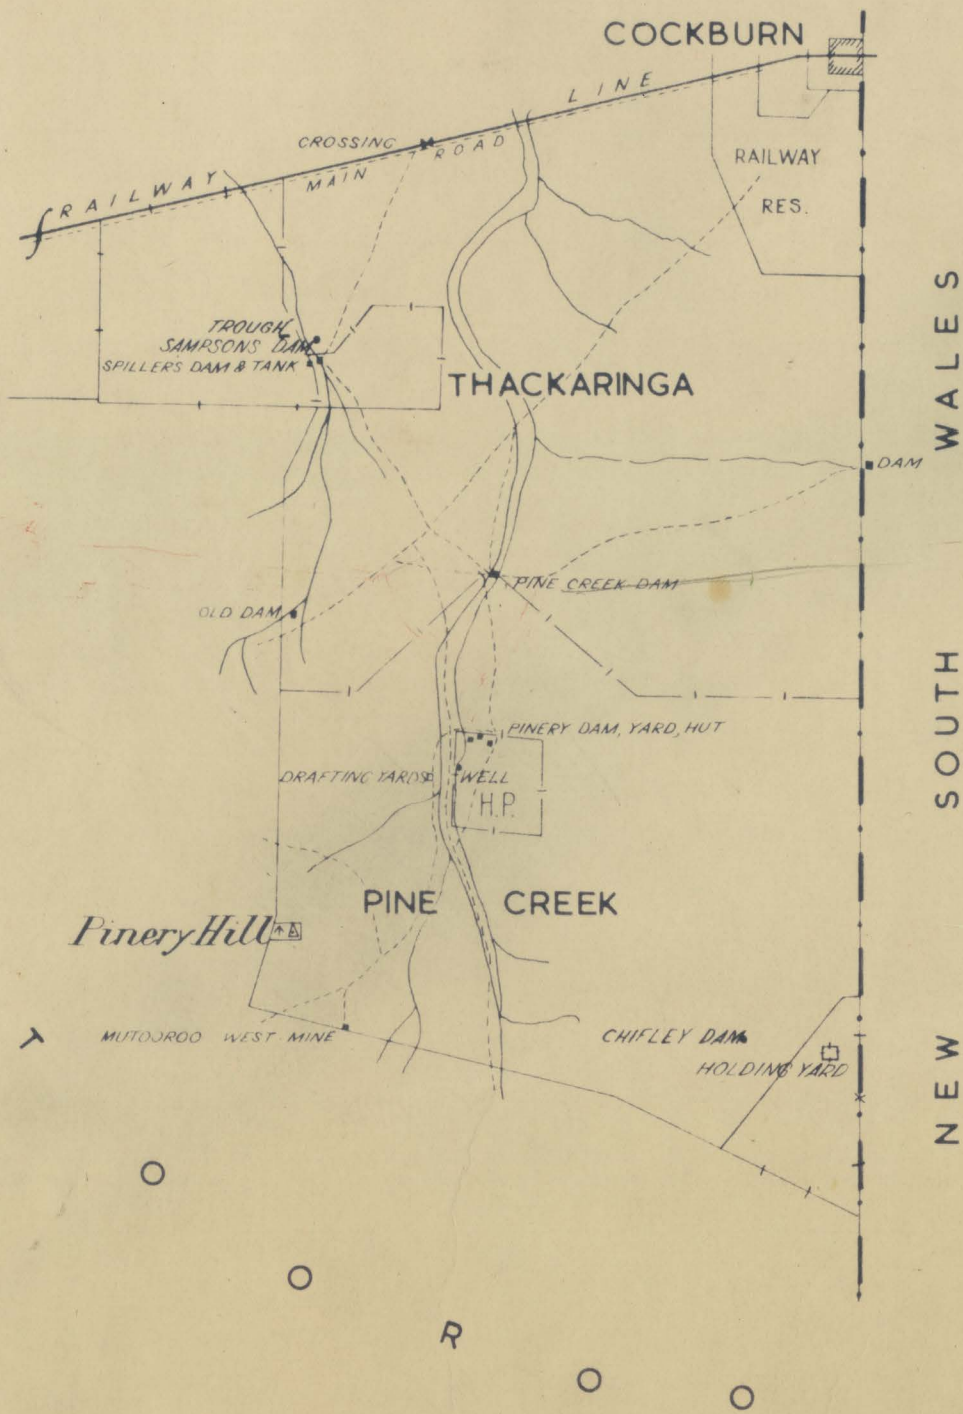 COCKBURN
RAILWAY LINE
CROSSING
MAIN ROAD
RAILWAY
RES.
TROUGH
SAMPSONS DAM
SPILLERS DAM & TANK
THACKARINGA
DAM
PINE CREEK DAM
OLD DAM
PINERY DAM, YARD, HUT
DRAFTING YARDS
WELL
H.P.
PINE CREEK
Pinery Hill
MUTOOROO WEST MINE
CHIFLEY DAM
HOLDING YARD
NEW SOUTH WALES
T
O
O
R
O
O